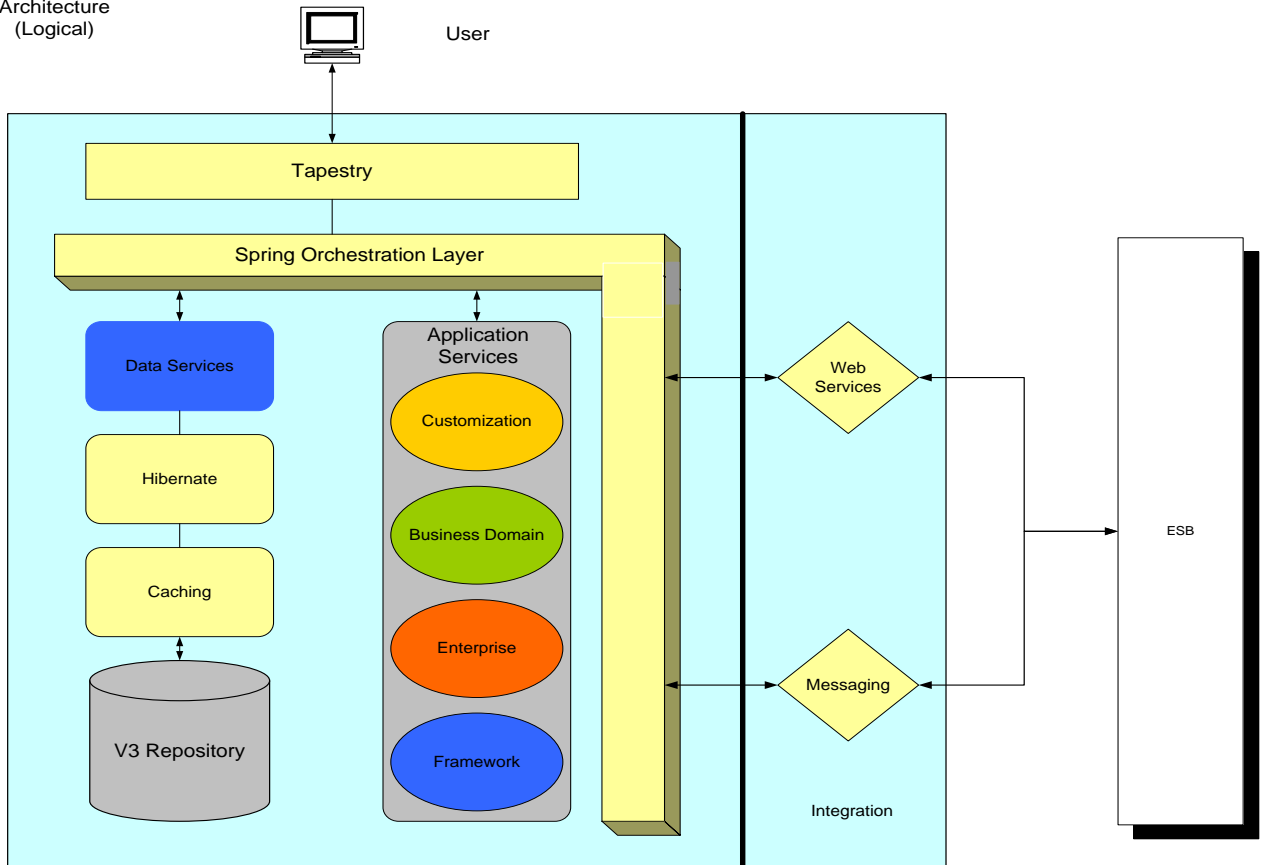 Architecture
(Logical)
User
Tapestry
Spring Orchestration Layer
Data Services
Hibernate
Caching
V3 Repository
Application
Services
Customization
Business Domain
Enterprise
Framework
Web
Services
Messaging
Integration
ESB